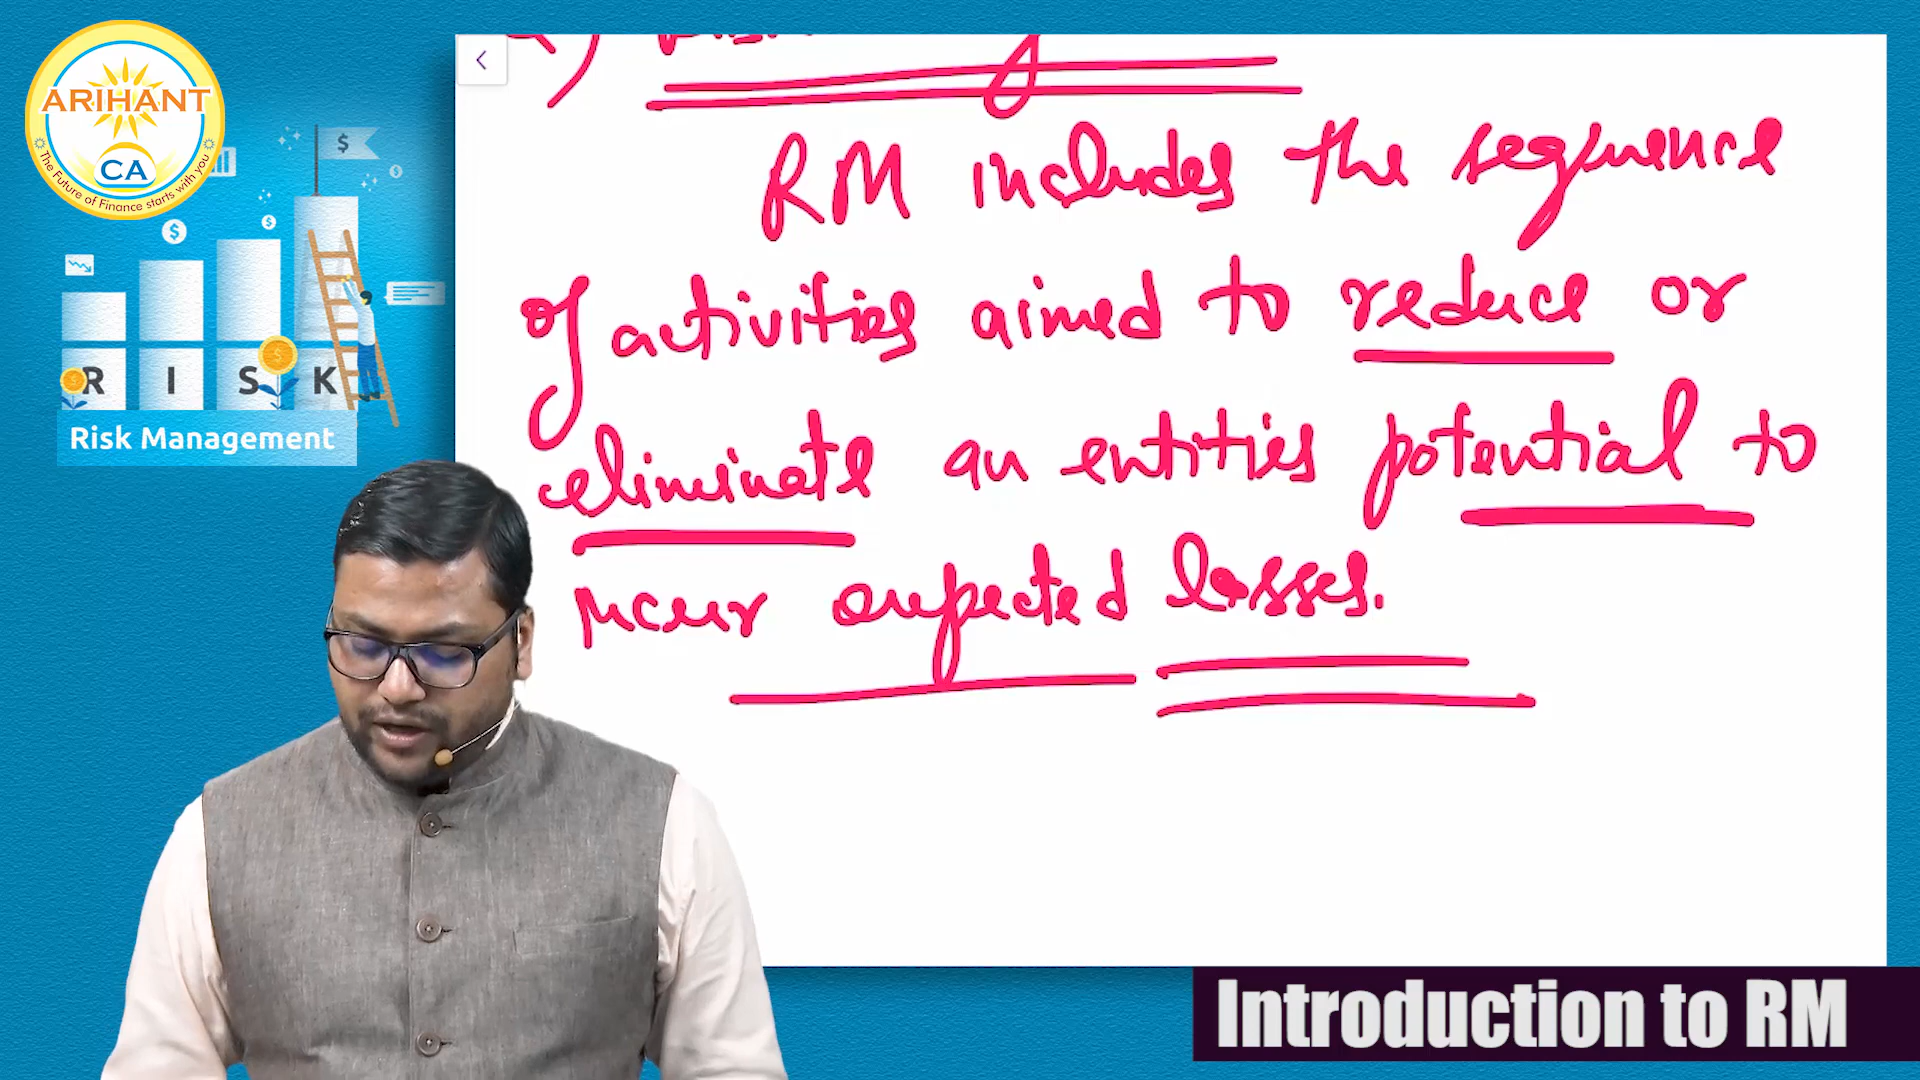 ARIHANT
CA
The Future of Finance starts with you
R I S K
Risk Management
RM includes the sequence
of activities aimed to reduce or
eliminate an entities potential to
incur expected losses.
Introduction to RM